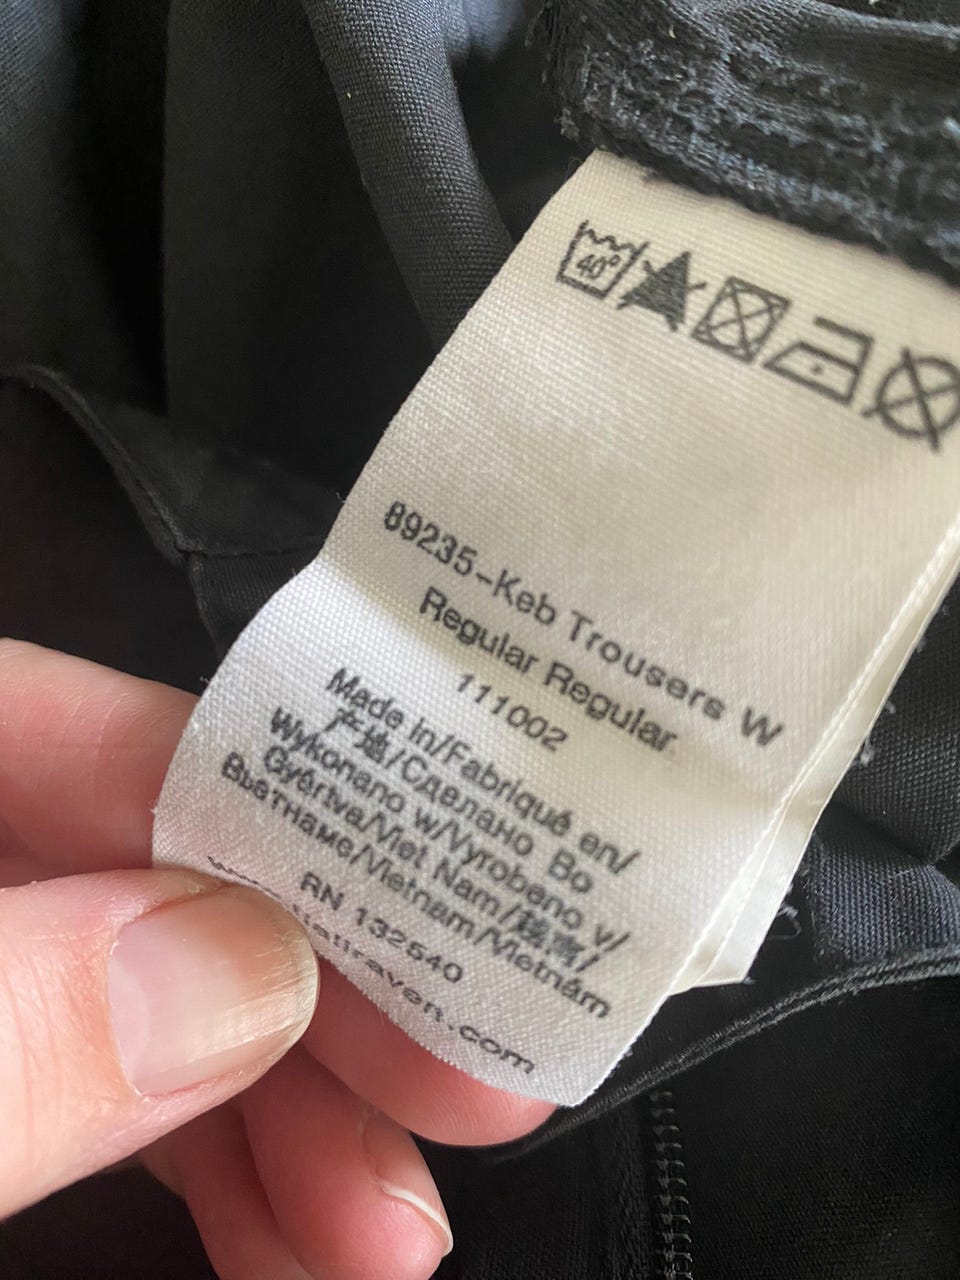 40°
89235-Keb Trousers W
Regular Regular
111002
Made in/Fabriqué en/
产地/Сделано во
Wykonano w/Vyrobeno v/
Gyártva/Viet Nam/越南/
Вьетнаме/Vietnam/Vietnám
RN 132540